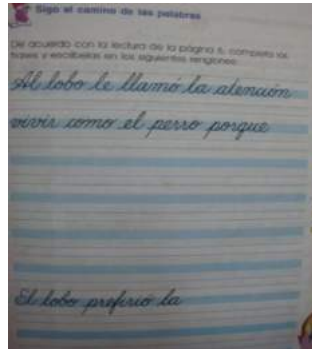 Sigo el camino de las palabras
De acuerdo con la lectura de la página 6, completa las
frases y escríbelas en los siguientes renglones.
Al lobo le llamó la atención
vivir como el perro porque
El lobo prefirió la